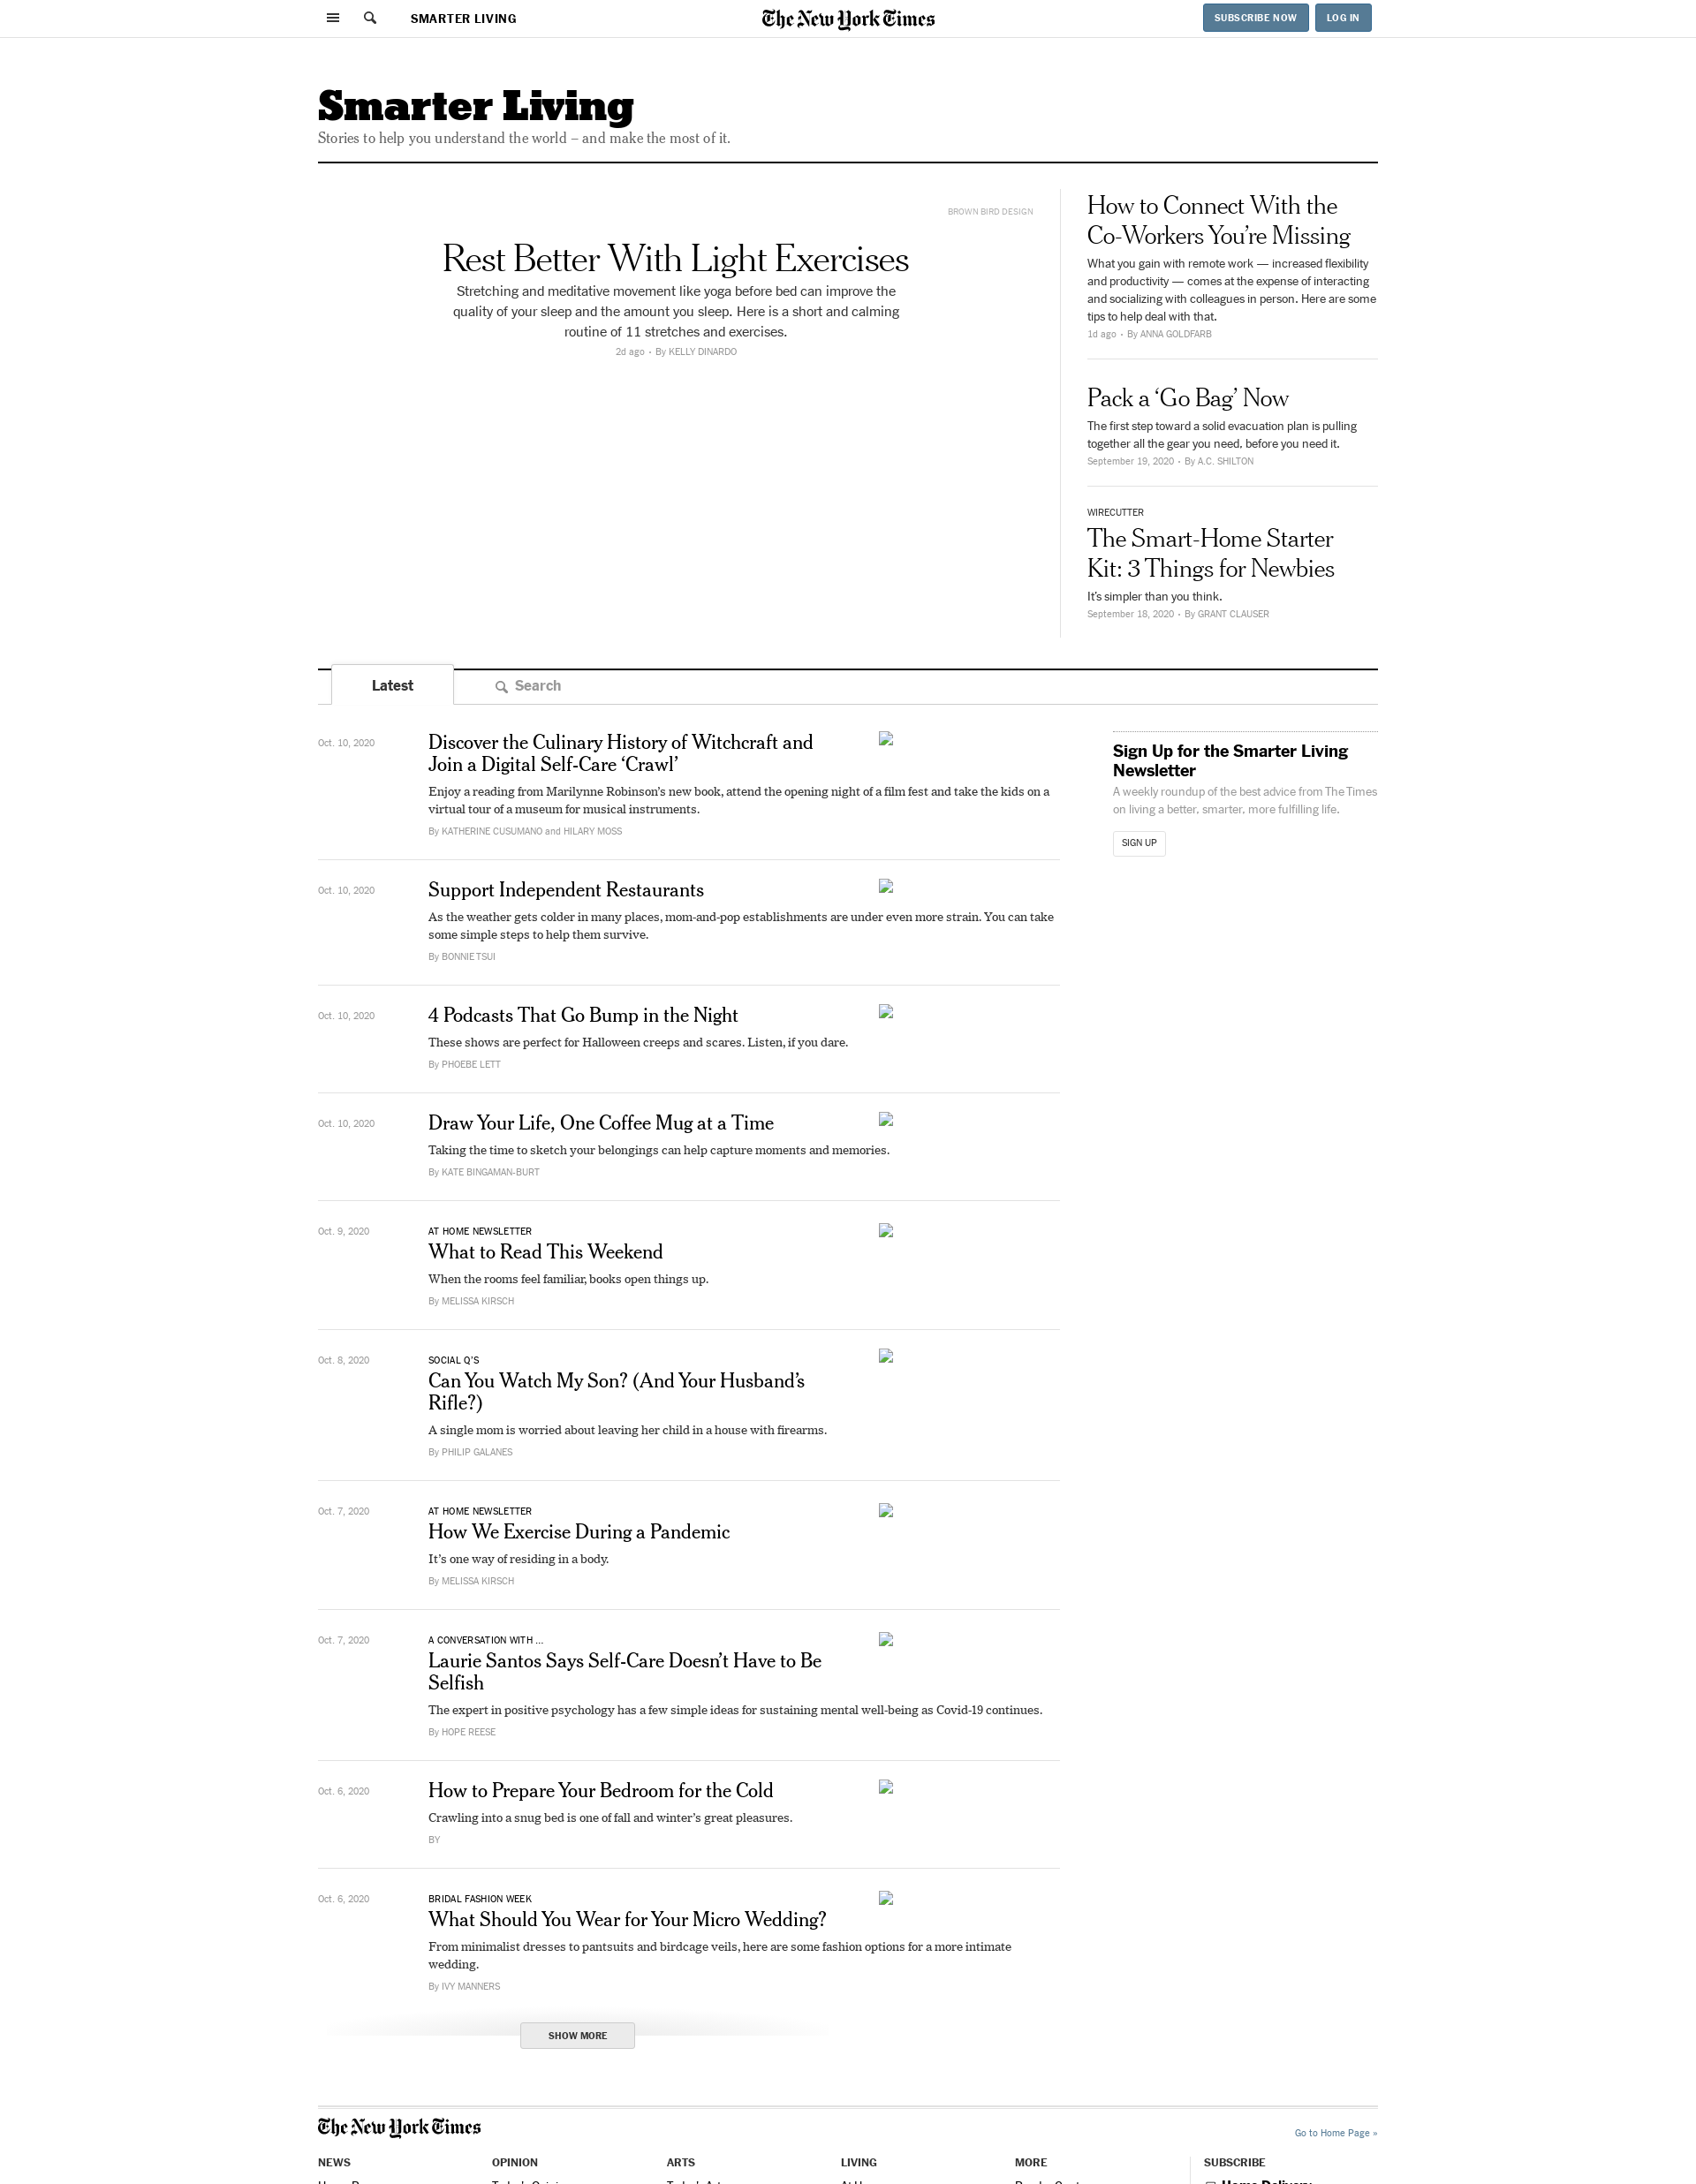 SMARTER LIVING
The New York Times
SUBSCRIBE NOW
LOG IN
Smarter Living
Stories to help you understand the world – and make the most of it.
BROWN BIRD DESIGN
Rest Better With Light Exercises
Stretching and meditative movement like yoga before bed can improve the
quality of your sleep and the amount you sleep. Here is a short and calming
routine of 11 stretches and exercises.
2d ago • By KELLY DINARDO
How to Connect With the
Co-Workers You’re Missing
What you gain with remote work — increased flexibility
and productivity — comes at the expense of interacting
and socializing with colleagues in person. Here are some
tips to help deal with that.
1d ago • By ANNA GOLDFARB
Pack a ‘Go Bag’ Now
The first step toward a solid evacuation plan is pulling
together all the gear you need, before you need it.
September 19, 2020 • By A.C. SHILTON
WIRECUTTER
The Smart-Home Starter
Kit: 3 Things for Newbies
It’s simpler than you think.
September 18, 2020 • By GRANT CLAUSER
Latest
Search
Oct. 10, 2020
Discover the Culinary History of Witchcraft and
Join a Digital Self-Care ‘Crawl’
Enjoy a reading from Marilynne Robinson’s new book, attend the opening night of a film fest and take the kids on a
virtual tour of a museum for musical instruments.
By KATHERINE CUSUMANO and HILARY MOSS
Sign Up for the Smarter Living
Newsletter
A weekly roundup of the best advice from The Times
on living a better, smarter, more fulfilling life.
SIGN UP
Oct. 10, 2020
Support Independent Restaurants
As the weather gets colder in many places, mom-and-pop establishments are under even more strain. You can take
some simple steps to help them survive.
By BONNIE TSUI
Oct. 10, 2020
4 Podcasts That Go Bump in the Night
These shows are perfect for Halloween creeps and scares. Listen, if you dare.
By PHOEBE LETT
Oct. 10, 2020
Draw Your Life, One Coffee Mug at a Time
Taking the time to sketch your belongings can help capture moments and memories.
By KATE BINGAMAN-BURT
Oct. 9, 2020
AT HOME NEWSLETTER
What to Read This Weekend
When the rooms feel familiar, books open things up.
By MELISSA KIRSCH
Oct. 8, 2020
SOCIAL Q’S
Can You Watch My Son? (And Your Husband’s
Rifle?)
A single mom is worried about leaving her child in a house with firearms.
By PHILIP GALANES
Oct. 7, 2020
AT HOME NEWSLETTER
How We Exercise During a Pandemic
It’s one way of residing in a body.
By MELISSA KIRSCH
Oct. 7, 2020
A CONVERSATION WITH ...
Laurie Santos Says Self-Care Doesn’t Have to Be
Selfish
The expert in positive psychology has a few simple ideas for sustaining mental well-being as Covid-19 continues.
By HOPE REESE
Oct. 6, 2020
How to Prepare Your Bedroom for the Cold
Crawling into a snug bed is one of fall and winter’s great pleasures.
BY
Oct. 6, 2020
BRIDAL FASHION WEEK
What Should You Wear for Your Micro Wedding?
From minimalist dresses to pantsuits and birdcage veils, here are some fashion options for a more intimate
wedding.
By IVY MANNERS
SHOW MORE
The New York Times
Go to Home Page »
NEWS
OPINION
ARTS
LIVING
MORE
SUBSCRIBE